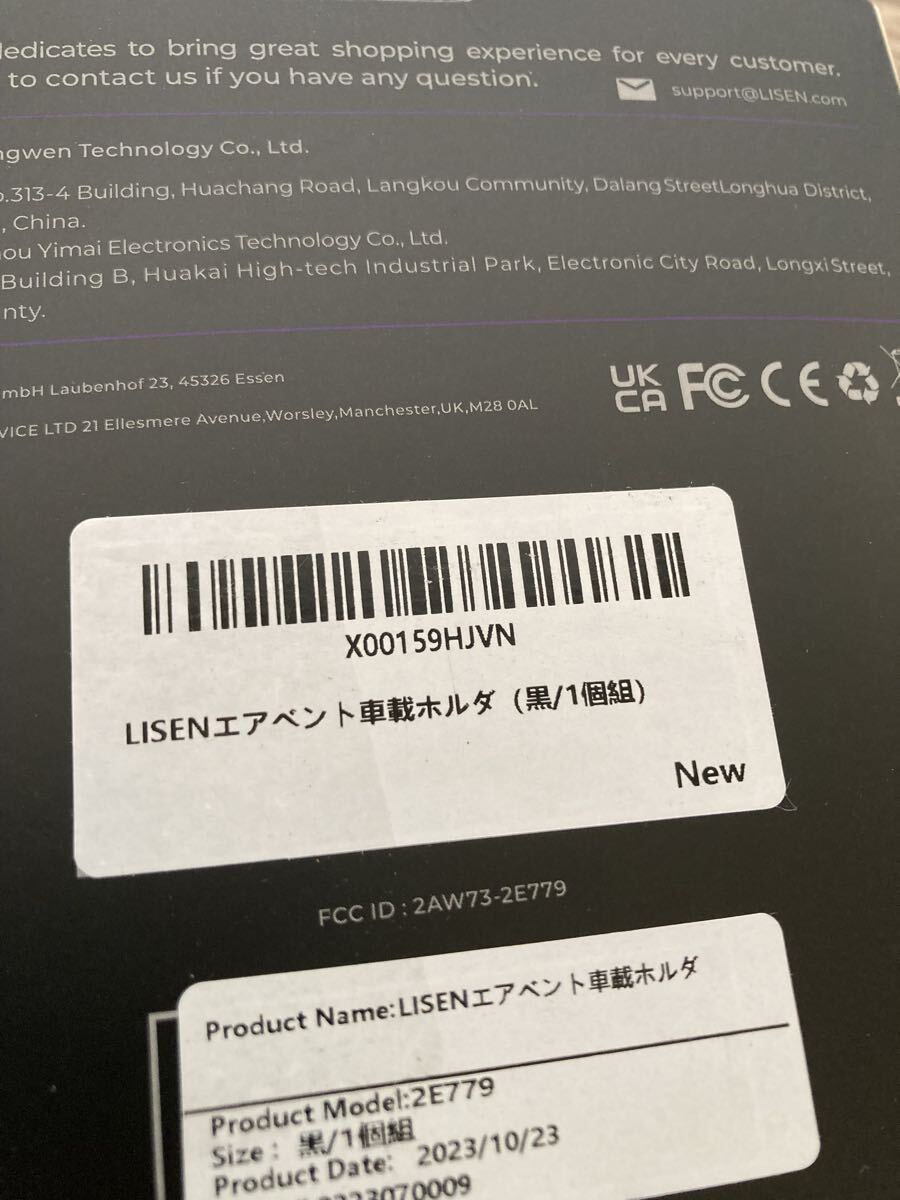 dedicates to bring great shopping experience for every customer.
to contact us if you have any question.
support@LISEN.com
ngwen Technology Co., Ltd.
o.313-4 Building, Huachang Road, Langkou Community, Dalang StreetLonghua District,
, China.
ou Yimai Electronics Technology Co., Ltd.
Building B, Huakai High-tech Industrial Park, Electronic City Road, Longxi Street,
nty.
mbH Laubenhof 23, 45326 Essen
VICE LTD 21 Ellesmere Avenue,Worsley,Manchester,UK,M28 0AL
UK
CA FC CE
X00159HJVN
LISENエアベント車載ホルダ（黒/1個組）
New
FCC ID : 2AW73-2E779
Product Name:LISENエアベント車載ホルダ
Product Model:2E779
Size： 黒/1個組
Product Date: 2023/10/23